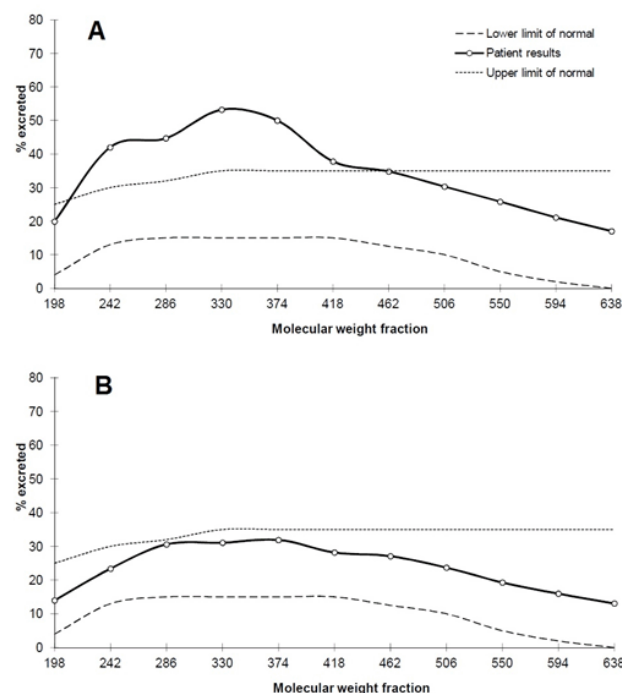 A
Lower limit of normal
Patient results
Upper limit of normal
% excreted
80
70
60
50
40
30
20
10
0
198 242 286 330 374 418 462 506 550 594 638
Molecular weight fraction
B
% excreted
80
70
60
50
40
30
20
10
0
198 242 286 330 374 418 462 506 550 594 638
Molecular weight fraction